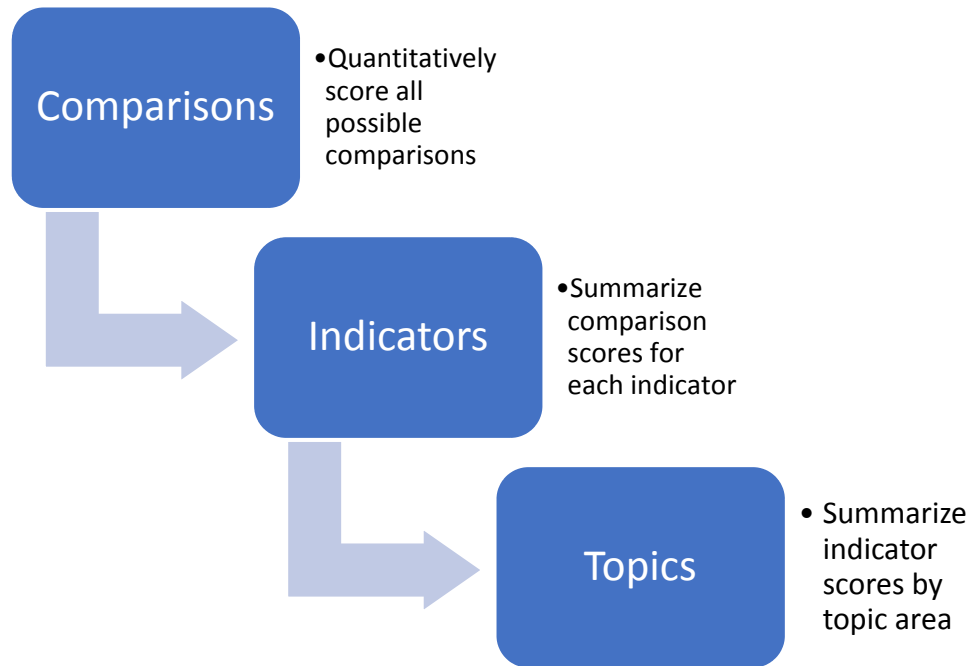 Comparisons
•Quantitatively
score all
possible
comparisons
Indicators
•Summarize
comparison
scores for
each indicator
Topics
• Summarize
indicator
scores by
topic area